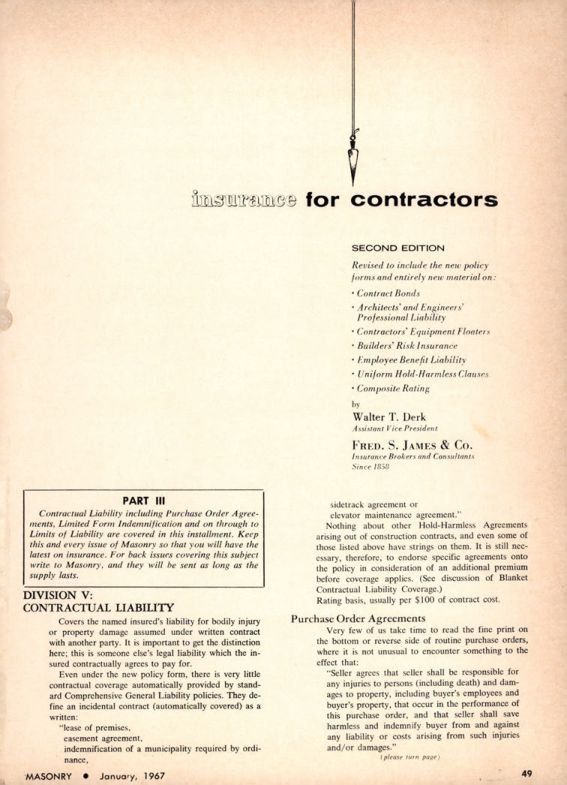 insurance for contractors
SECOND EDITION
Revised to include the new policy
forms and entirely new material on:
• Contract Bonds
• Architects' and Engineers'
Professional Liability
• Contractors' Equipment Floaters
• Builders' Risk Insurance
• Employee Benefit Liability
• Uniform Hold-Harmless Clauses
• Composite Rating
by
Walter T. Derk
Assistant Vice President
FRED. S. JAMES & CO.
Insurance Brokers and Consultants
Since 1858
PART III
Contractual Liability including Purchase Order Agree-
ments, Limited Form Indemnification and on through to
Limits of Liability are covered in this installment. Keep
this and every issue of Masonry so that you will have the
latest on insurance. For back issues covering this subject
write to Masonry, and they will be sent as long as the
supply lasts.
DIVISION V:
CONTRACTUAL LIABILITY
Covers the named insured's liability for bodily injury
or property damage assumed under written contract
with another party. It is important to get the distinction
here; this is someone else's legal liability which the in-
sured contractually agrees to pay for.
Even under the new policy form, there is very little
contractual coverage automatically provided by stand-
ard Comprehensive General Liability policies. They de-
fine an incidental contract (automatically covered) as a
written:
"lease of premises,
easement agreement,
indemnification of a municipality required by ordi-
nance,
sidetrack agreement or
elevator maintenance agreement."
Nothing about other Hold-Harmless Agreements
arising out of construction contracts, and even some of
those listed above have strings on them. It is still nec-
essary, therefore, to endorse specific agreements onto
the policy in consideration of an additional premium
before coverage applies. (See discussion of Blanket
Contractual Liability Coverage.)
Rating basis, usually per $100 of contract cost.
Purchase Order Agreements
Very few of us take time to read the fine print on
the bottom or reverse side of routine purchase orders,
where it is not unusual to encounter something to the
effect that:
"Seller agrees that seller shall be responsible for
any injuries to persons (including death) and dam-
ages to property, including buyer's employees and
buyer's property, that occur in the performance of
this purchase order, and that seller shall save
harmless and indemnify buyer from and against
any liability or costs arising from such injuries
and/or damages."
(please turn page)
MASONRY • January, 1967
49